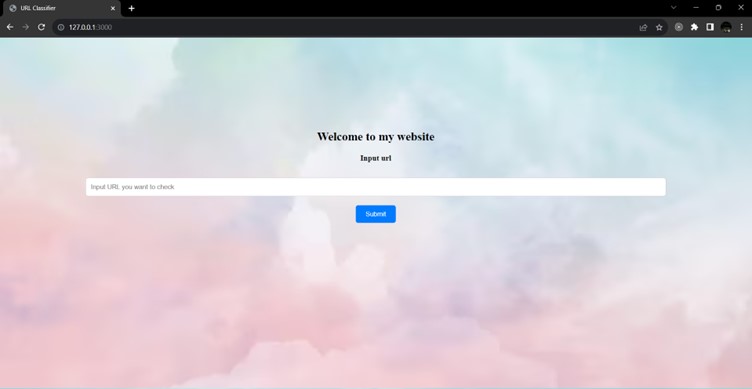 URL Classifier
127.0.0.1:3000
Welcome to my website
Input url
Input URL you want to check
Submit